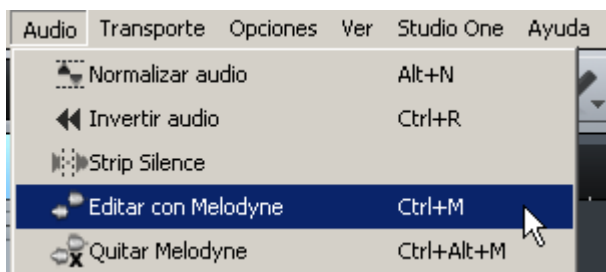 Audio Transporte Opciones Ver Studio One Ayuda
Normalizar audio Alt+N
Invertir audio Ctrl+R
Strip Silence
Editar con Melodyne Ctrl+M
Quitar Melodyne Ctrl+Alt+M